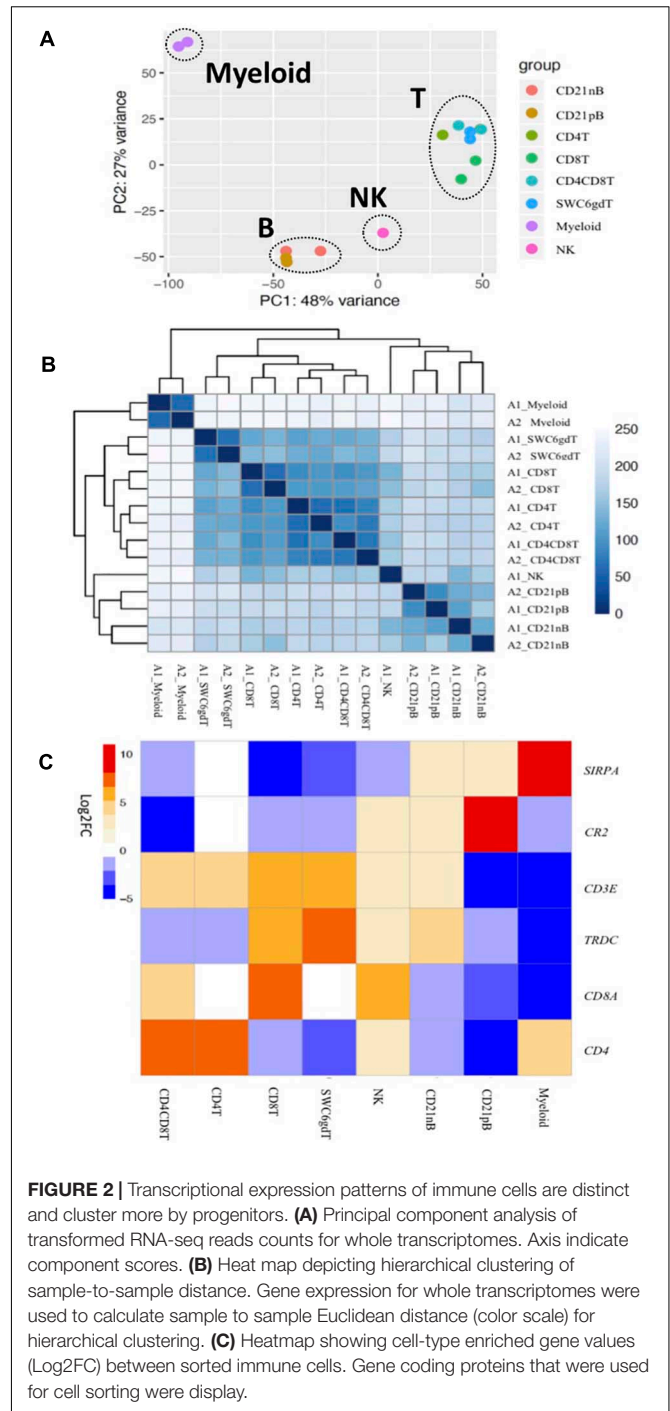 A
Myeloid
T
NK
B
50
25
0
-25
-50
PC2: 27% variance
-100
-50
0
50
PC1: 48% variance
group
CD21nB
CD21pB
CD4T
CD8T
CD4CD8T
SWC6gdT
Myeloid
NK
B
A1_Myeloid
A2_Myeloid
A1_SWC6gdT
A2_SWC6gdT
A1_CD8T
A2_CD8T
A1_CD4T
A2_CD4T
A1_CD4CD8T
A2_CD4CD8T
A1_NK
A2_CD21pB
A1_CD21pB
A1_CD21nB
A2_CD21nB
250
200
150
100
50
0
A1_Myeloid
A2_Myeloid
A1_SWC6gdT
A2_SWC6gdT
A1_CD8T
A2_CD8T
A1_CD4T
A2_CD4T
A1_CD4CD8T
A2_CD4CD8T
A1_NK
A2_CD21pB
A1_CD21pB
A1_CD21nB
A2_CD21nB
C
10
5
0
-5
Log2FC
SIRPA
CR2
CD3E
TRDC
CD8A
CD4
CD4CD8T
CD4T
CD8T
SWC6gdT
NK
CD21nB
CD21pB
Myeloid
FIGURE 2 | Transcriptional expression patterns of immune cells are distinct
and cluster more by progenitors. (A) Principal component analysis of
transformed RNA-seq reads counts for whole transcriptomes. Axis indicate
component scores. (B) Heat map depicting hierarchical clustering of
sample-to-sample distance. Gene expression for whole transcriptomes were
used to calculate sample to sample Euclidean distance (color scale) for
hierarchical clustering. (C) Heatmap showing cell-type enriched gene values
(Log2FC) between sorted immune cells. Gene coding proteins that were used
for cell sorting were display.